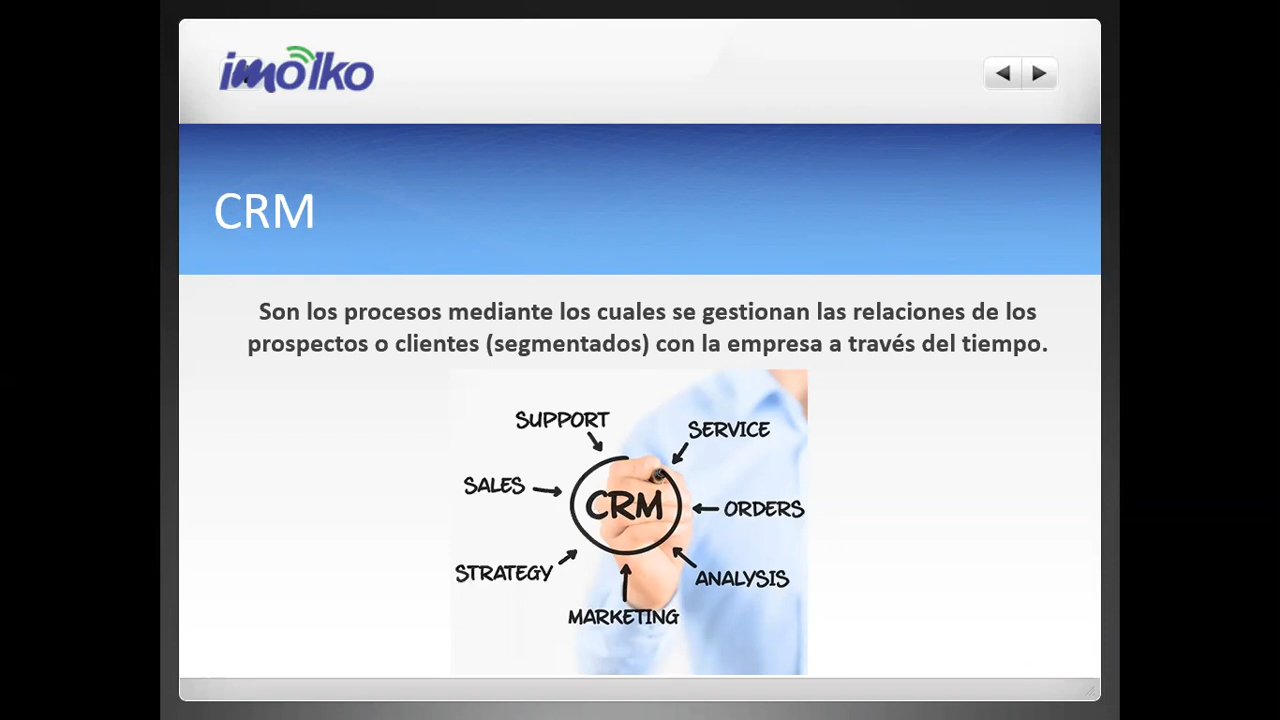 imolko
CRM
Son los procesos mediante los cuales se gestionan las relaciones de los
prospectos o clientes (segmentados) con la empresa a través del tiempo.
SUPPORT
SERVICE
SALES
CRM
ORDERS
STRATEGY
ANALYSIS
MARKETING